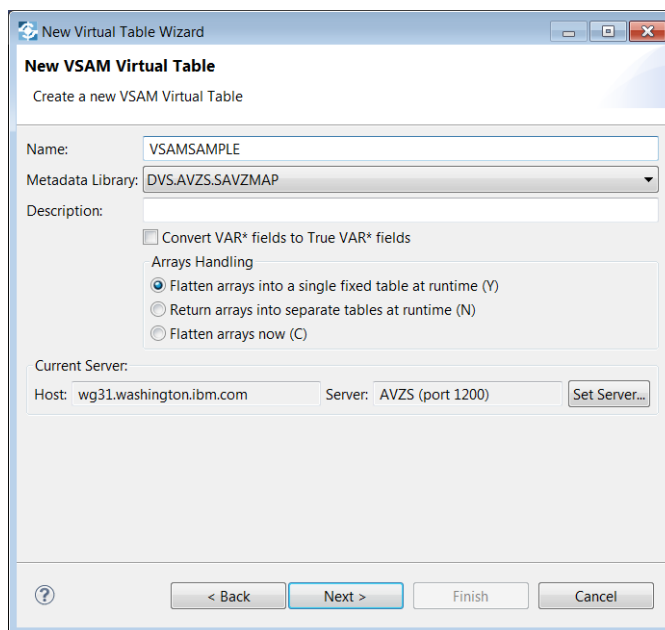 New Virtual Table Wizard
New VSAM Virtual Table
Create a new VSAM Virtual Table
Name: VSAMSAMPLE
Metadata Library: DVS.AVZS.SAVZMAP
Description:
Convert VAR* fields to True VAR* fields
Arrays Handling
Flatten arrays into a single fixed table at runtime (Y)
Return arrays into separate tables at runtime (N)
Flatten arrays now (C)
Current Server:
Host: wg31.washington.ibm.com Server: AVZS (port 1200) Set Server...
? < Back Next > Finish Cancel